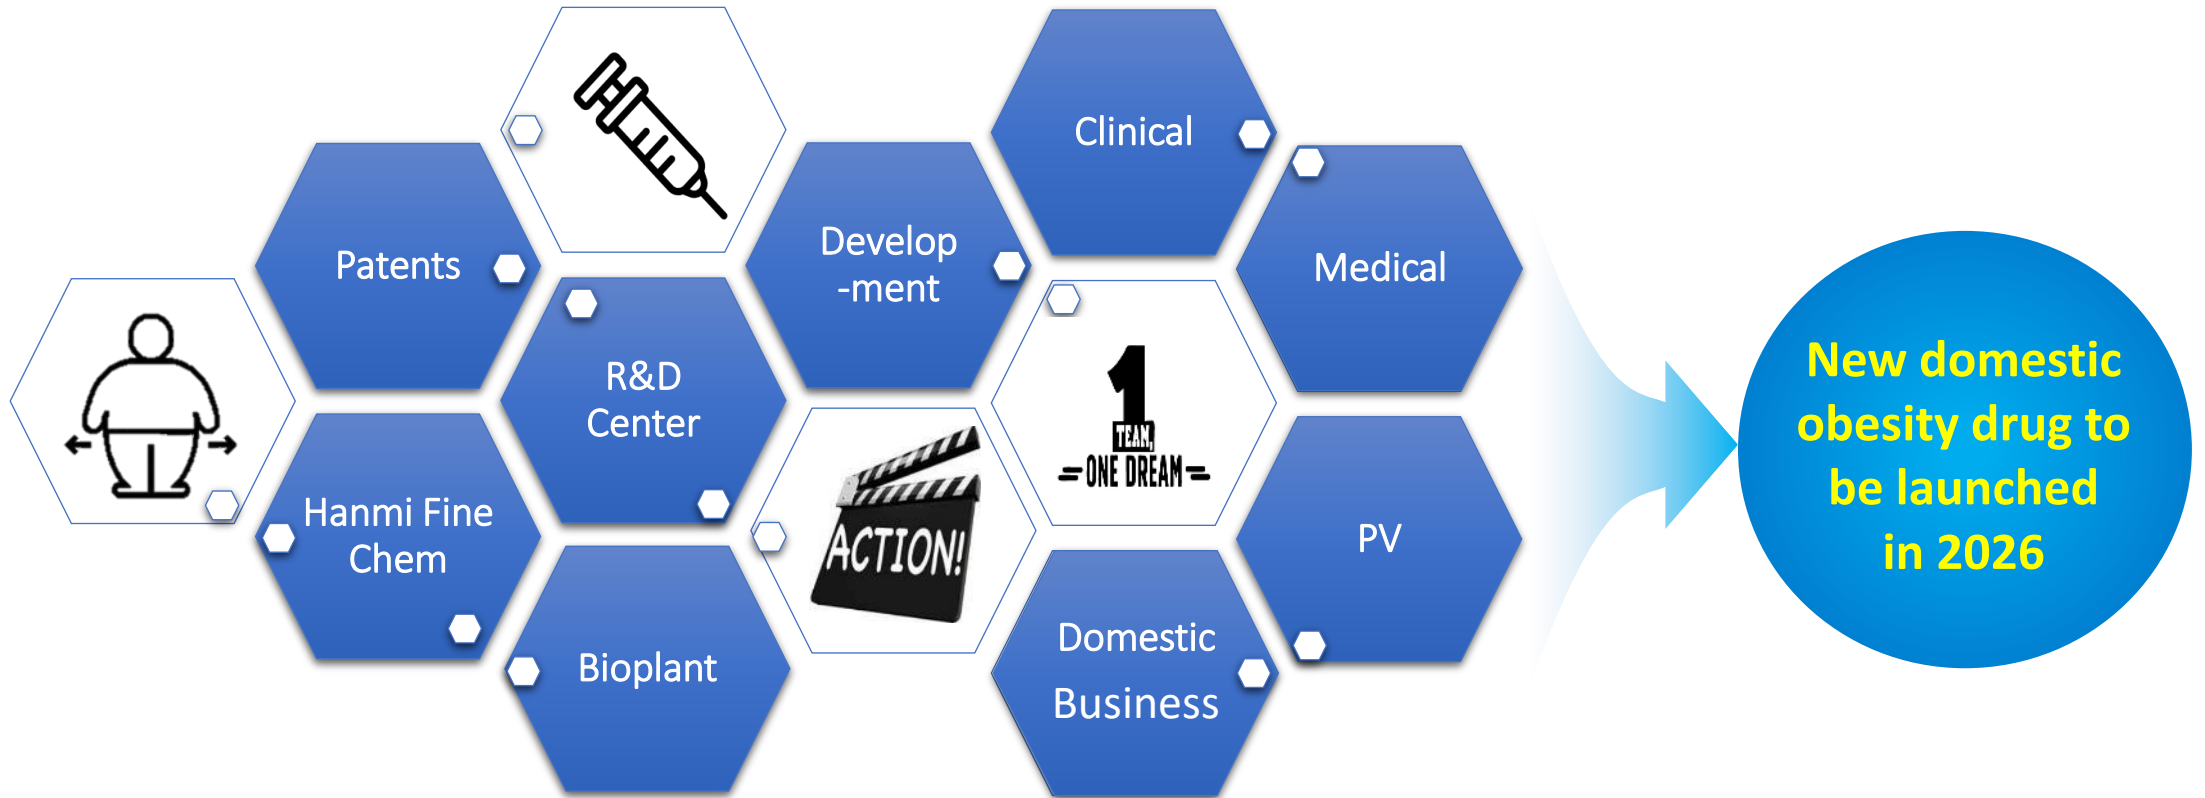 Patents
Hanmi Fine
Chem
R&D
Center
Bioplant
Develop
-ment
ACTION!
Clinical
1
TEAM,
ONE DREAM
Domestic
Business
Medical
PV
New domestic
obesity drug to
be launched
in 2026